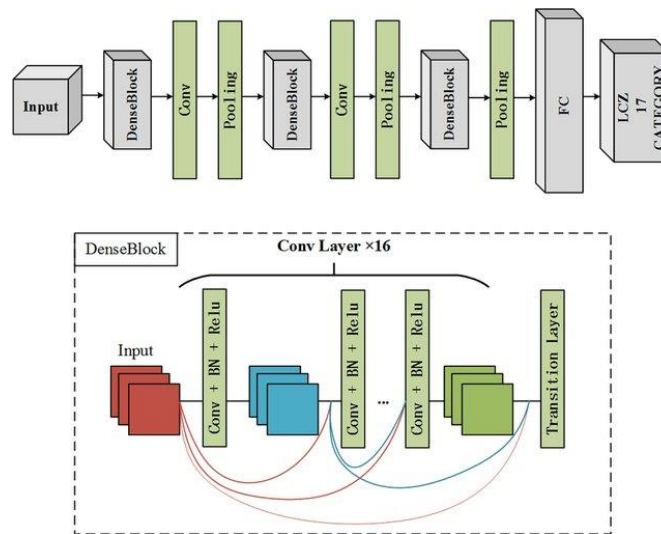 Input
DenseBlock
Conv
Pooling
DenseBlock
Conv
Pooling
DenseBlock
Pooling
FC
LCZ
17
CATEGORY
DenseBlock
Conv Layer ×16
Input
Conv + BN + Relu
Conv + BN + Relu
...
Conv + BN + Relu
Transition Layer